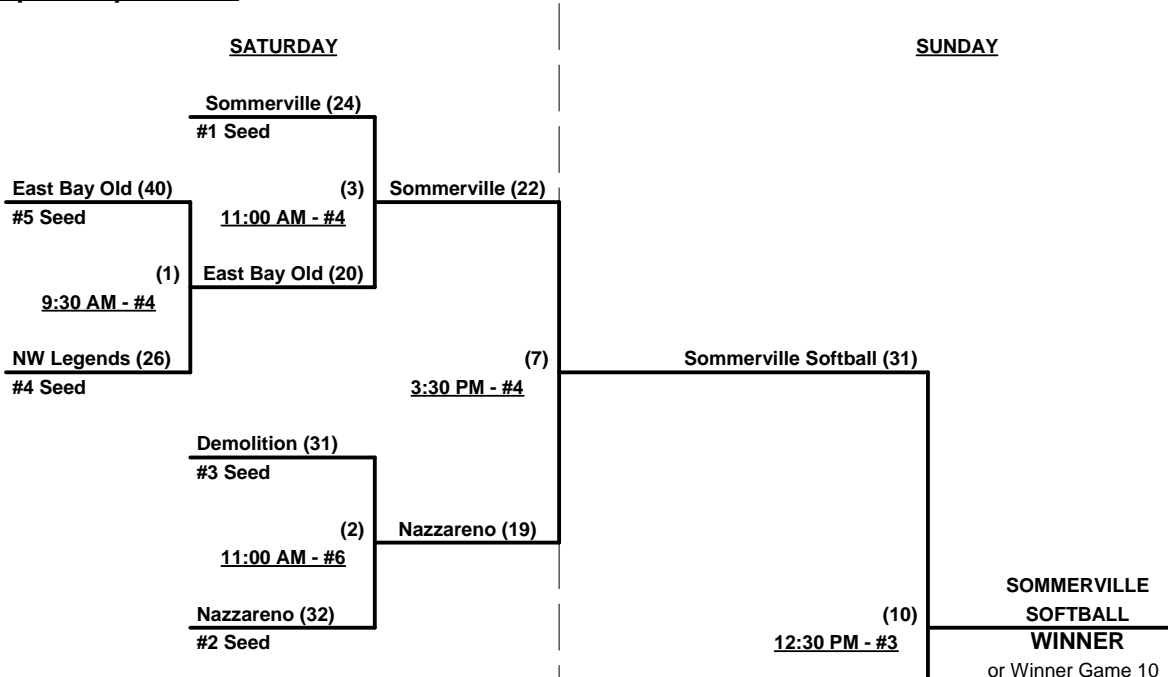 SATURDAY
SUNDAY
Sommerville (24)
#1 Seed
East Bay Old (40)
(3)
Sommerville (22)
#5 Seed
11:00 AM - #4
(1)
East Bay Old (20)
9:30 AM - #4
NW Legends (26)
(7)
Sommerville Softball (31)
#4 Seed
3:30 PM - #4
Demolition (31)
#3 Seed
(2)
Nazzareno (19)
11:00 AM - #6
SOMMERVILLE
Nazzareno (32)
(10)
SOFTBALL
#2 Seed
12:30 PM - #3
WINNER
or Winner Game 10